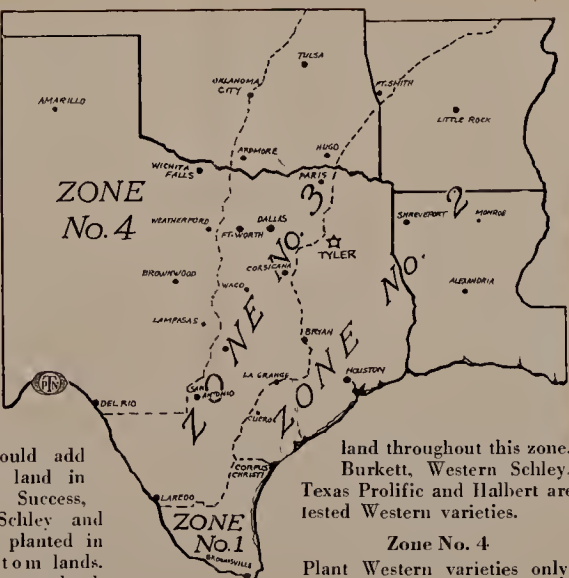 TULSA
OKLAHOMA
CITY
FT. SMITH
AMARILLO
LITTLE ROCK
ARDMORE
HUGO
WICHITA
FALLS
PARIS
ZONE
No. 4
WEATHERFORD
FT. WORTH
DALLIS
TYLER
SHREVEPORT
MONROE
CORSICANA
BROWNWOOD
WACO
ALEXANDRIA
LAMPASAS
BRYAN
ZONE No. 3
ZONE No. 2
LA GRANGE
HOUSTON
SAN
ANTONIO
CUERO
PTN
DEL RIO
CORPUS
CHRISTI
LAREDO
ZONE
No. 1
BROWNSVILLE
ould add
land in
Success,
Schley and
planted in
tom lands.
land throughout this zone.
Burkett, Western Schley,
Texas Prolific and Halbert are
tested Western varieties.
Zone No. 4
Plant Western varieties only